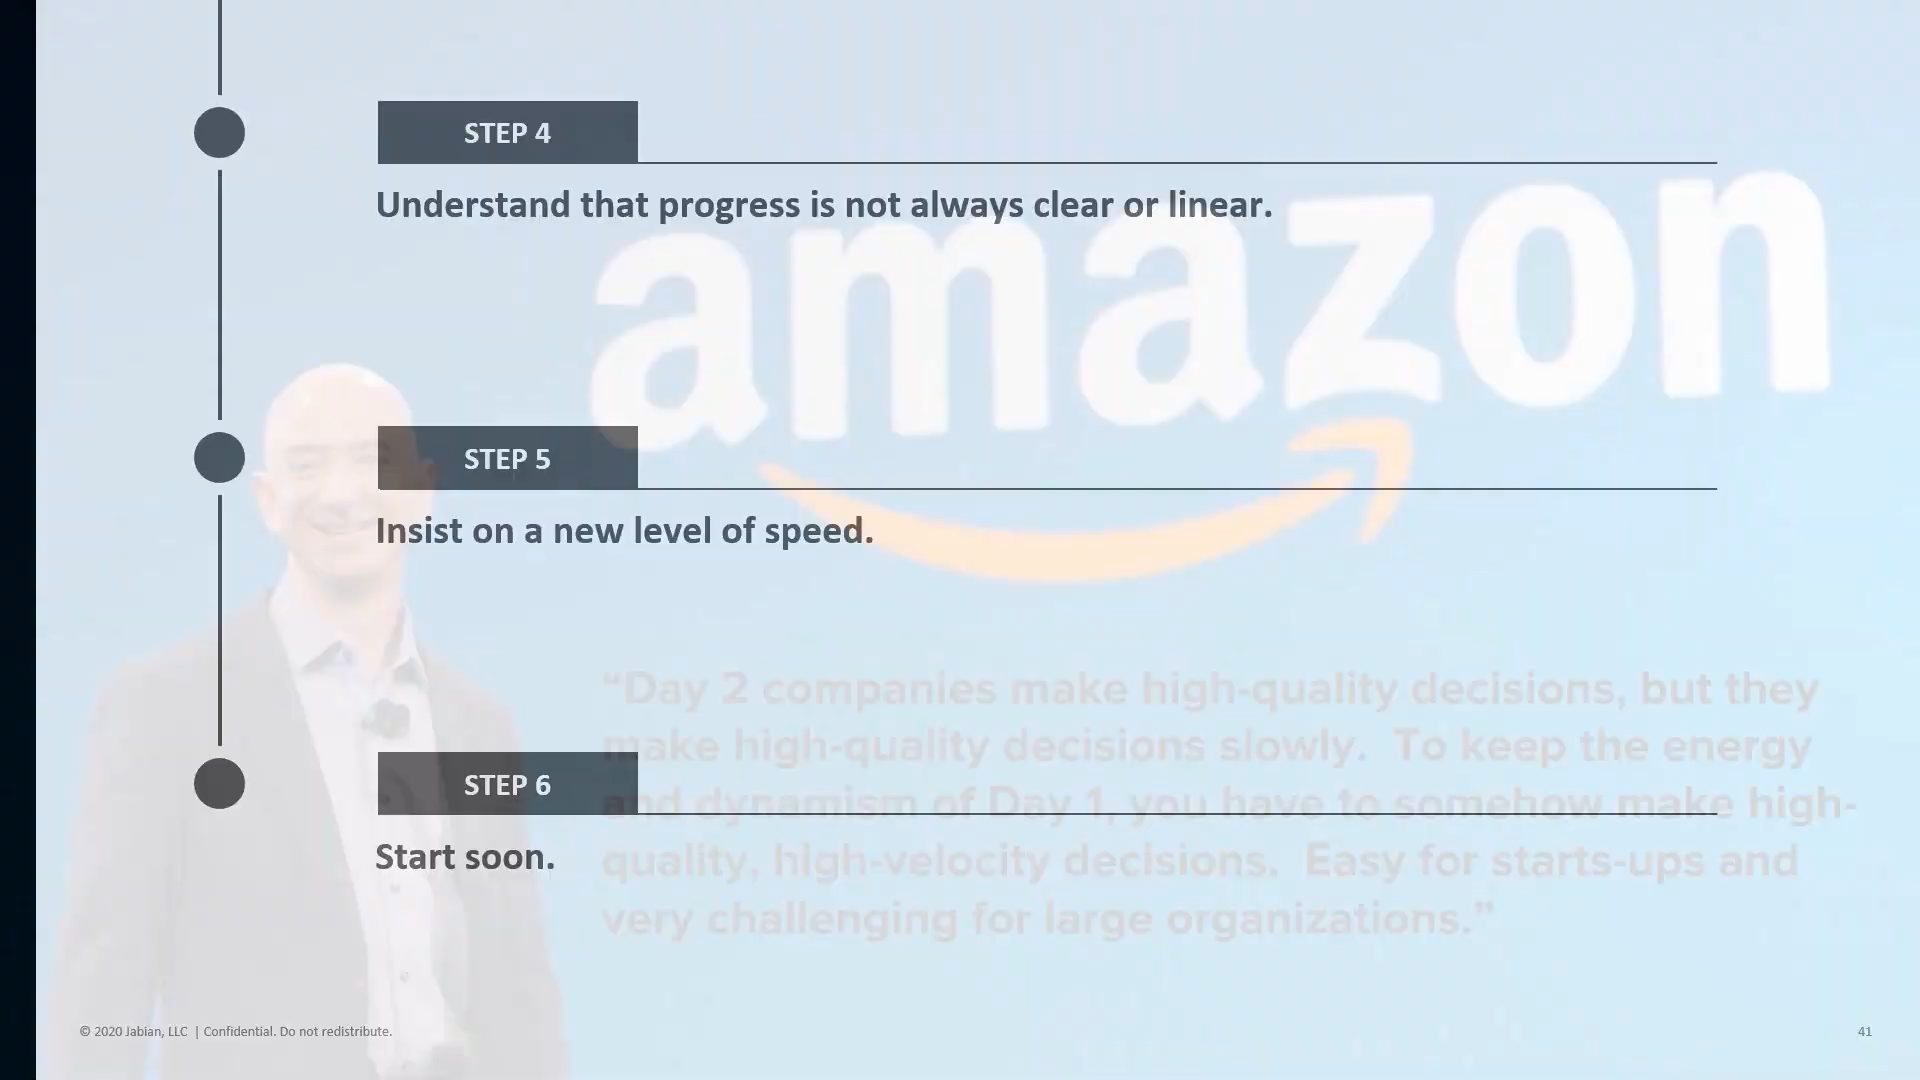 STEP 4
Understand that progress is not always clear or linear.
amazon
STEP 5
Insist on a new level of speed.
“Day 2 companies make high-quality decisions, but they
make high-quality decisions slowly.  To keep the energy
and dynamism of Day 1, you have to somehow make high-
quality, high-velocity decisions.  Easy for starts-ups and
very challenging for large organizations.”
STEP 6
Start soon.
© 2020 Jabian, LLC  | Confidential. Do not redistribute.
41